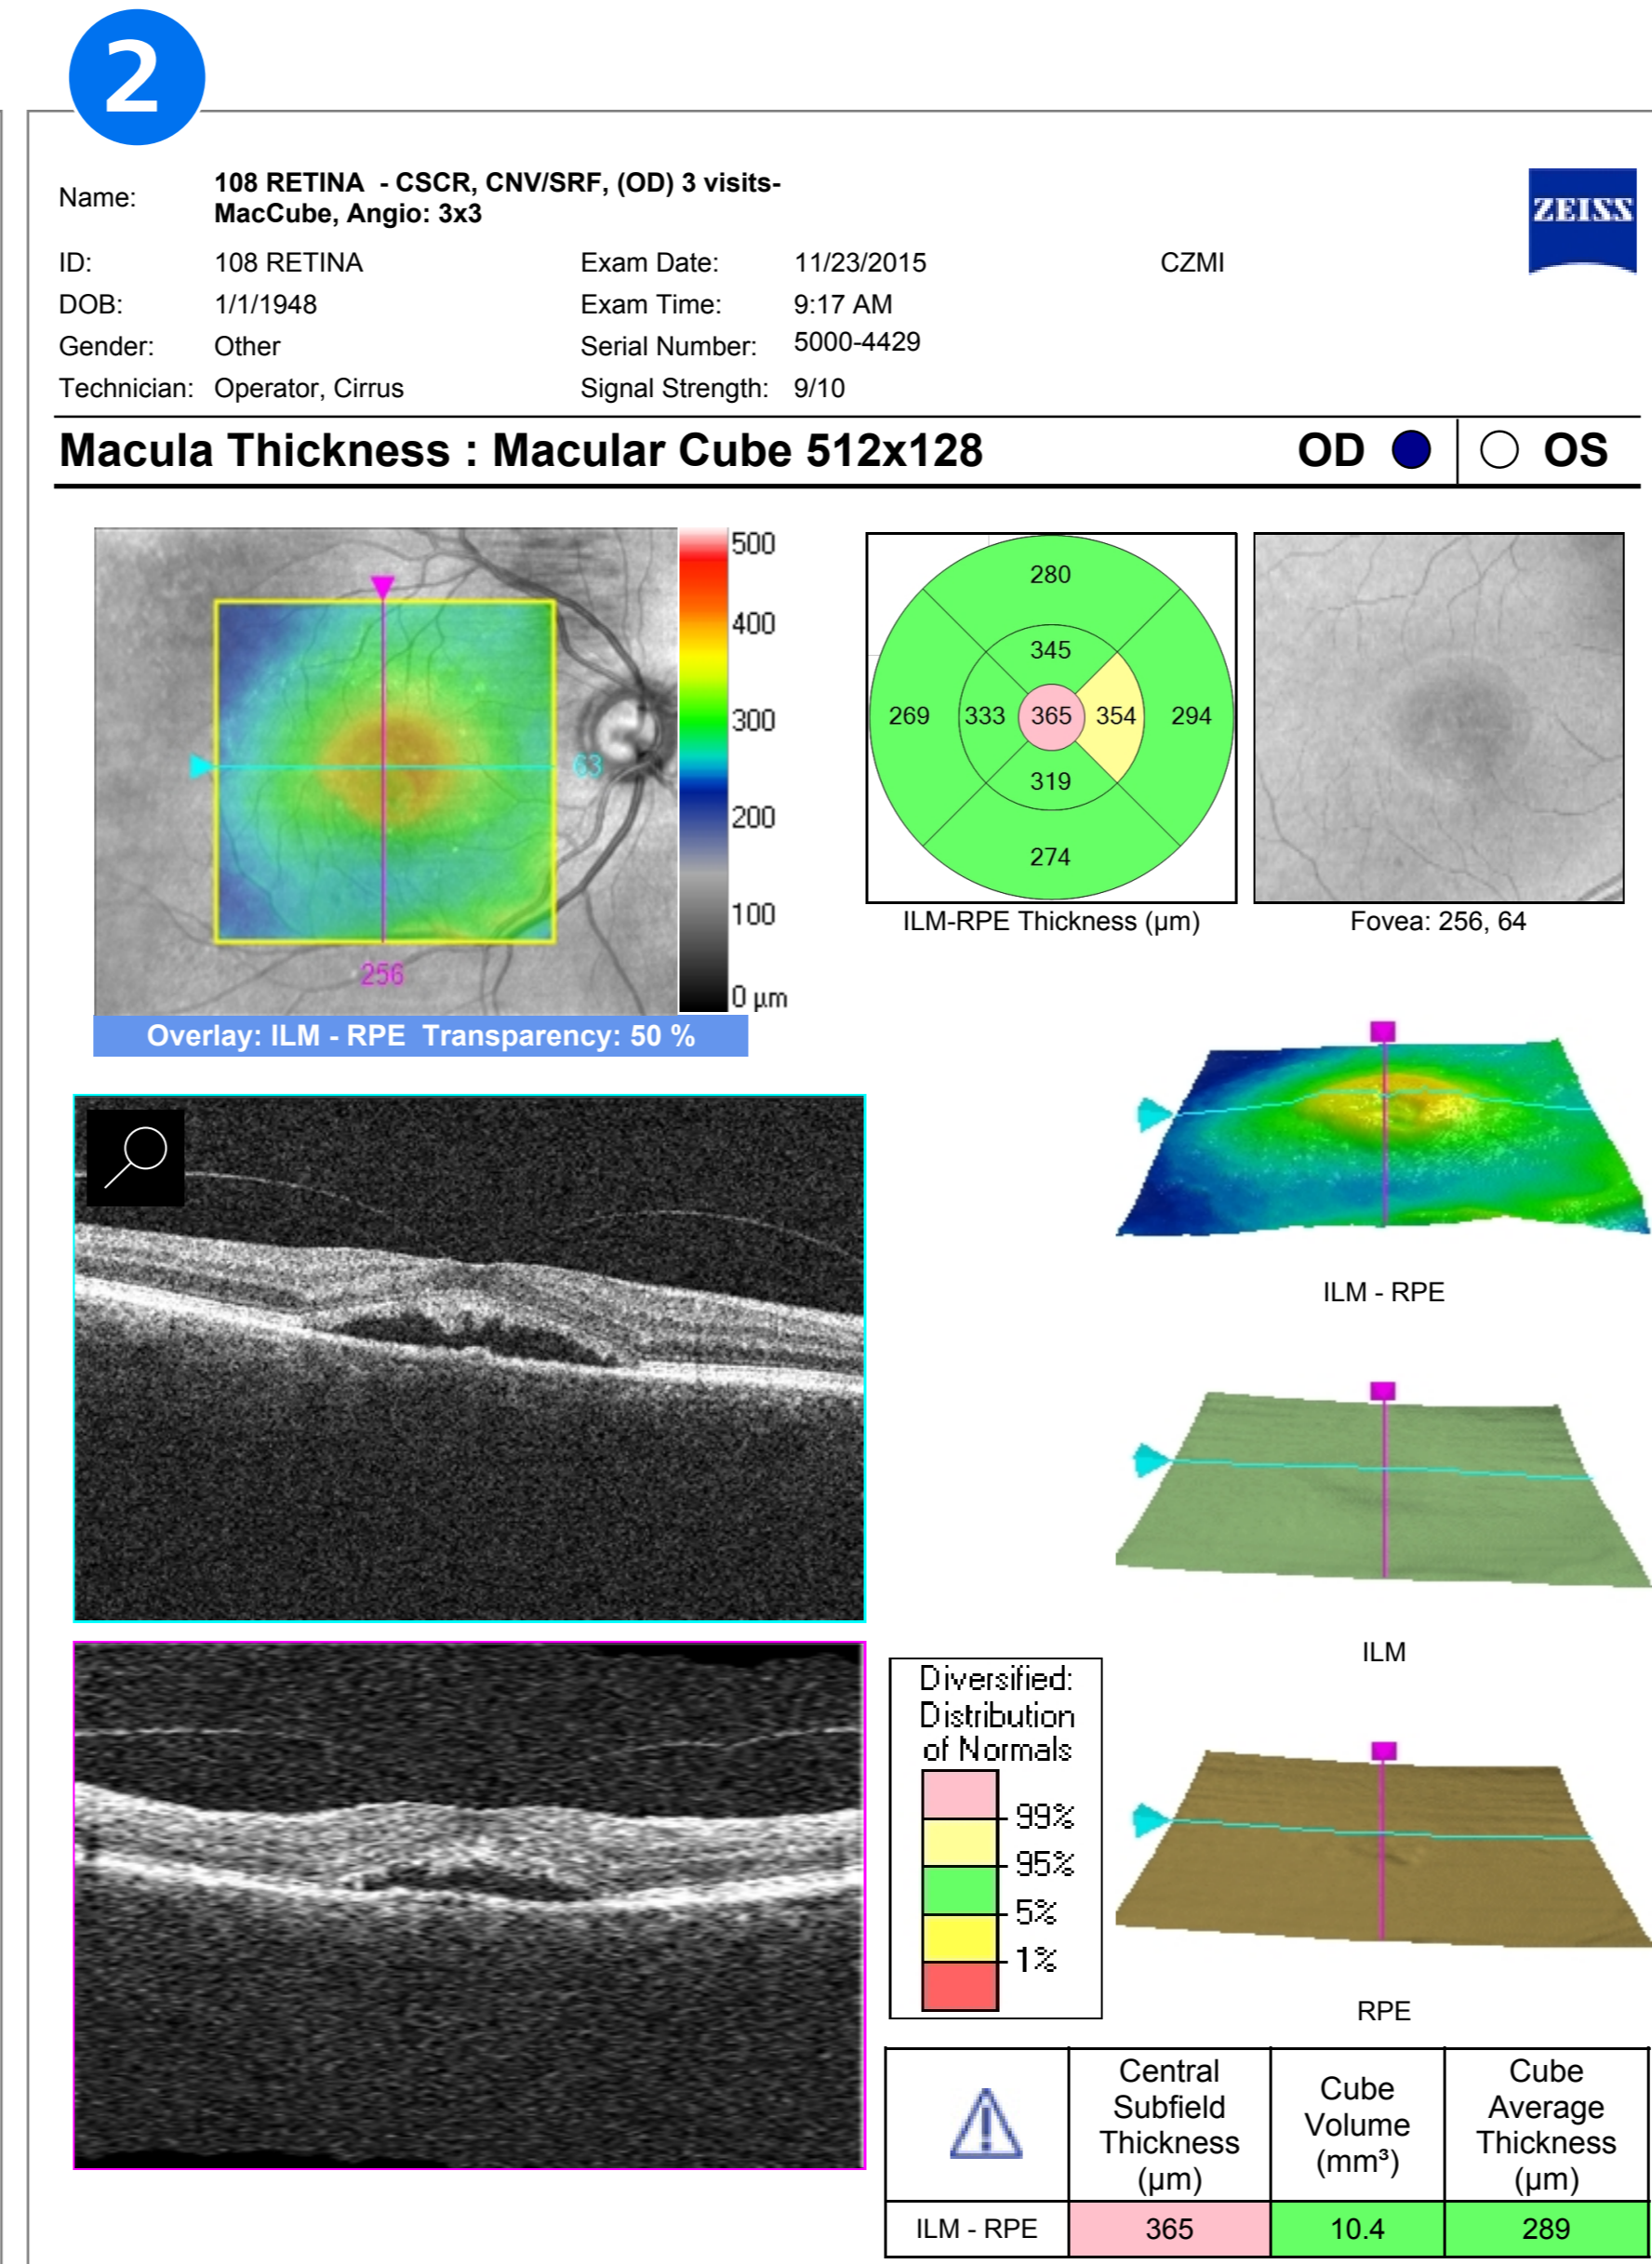 2
Name: 108 RETINA - CSCR, CNV/SRF, (OD) 3 visits-
MacCube, Angio: 3x3
ZEISS
ID: 108 RETINA Exam Date: 11/23/2015 CZMI
DOB: 1/1/1948 Exam Time: 9:17 AM
Gender: Other Serial Number: 5000-4429
Technician: Operator, Cirrus Signal Strength: 9/10
Macula Thickness : Macular Cube 512x128 OD OS
500
400
300
200
100
0 µm
63
256
Overlay: ILM - RPE Transparency: 50 %
280
345
269 333 365 354 294
319
274
ILM-RPE Thickness (µm)
Fovea: 256, 64
ILM - RPE
ILM
RPE
Diversified:
Distribution
of Normals
99%
95%
5%
1%
Central
Subfield
Thickness
(µm)
Cube
Volume
(mm³)
Cube
Average
Thickness
(µm)
ILM - RPE 365 10.4 289